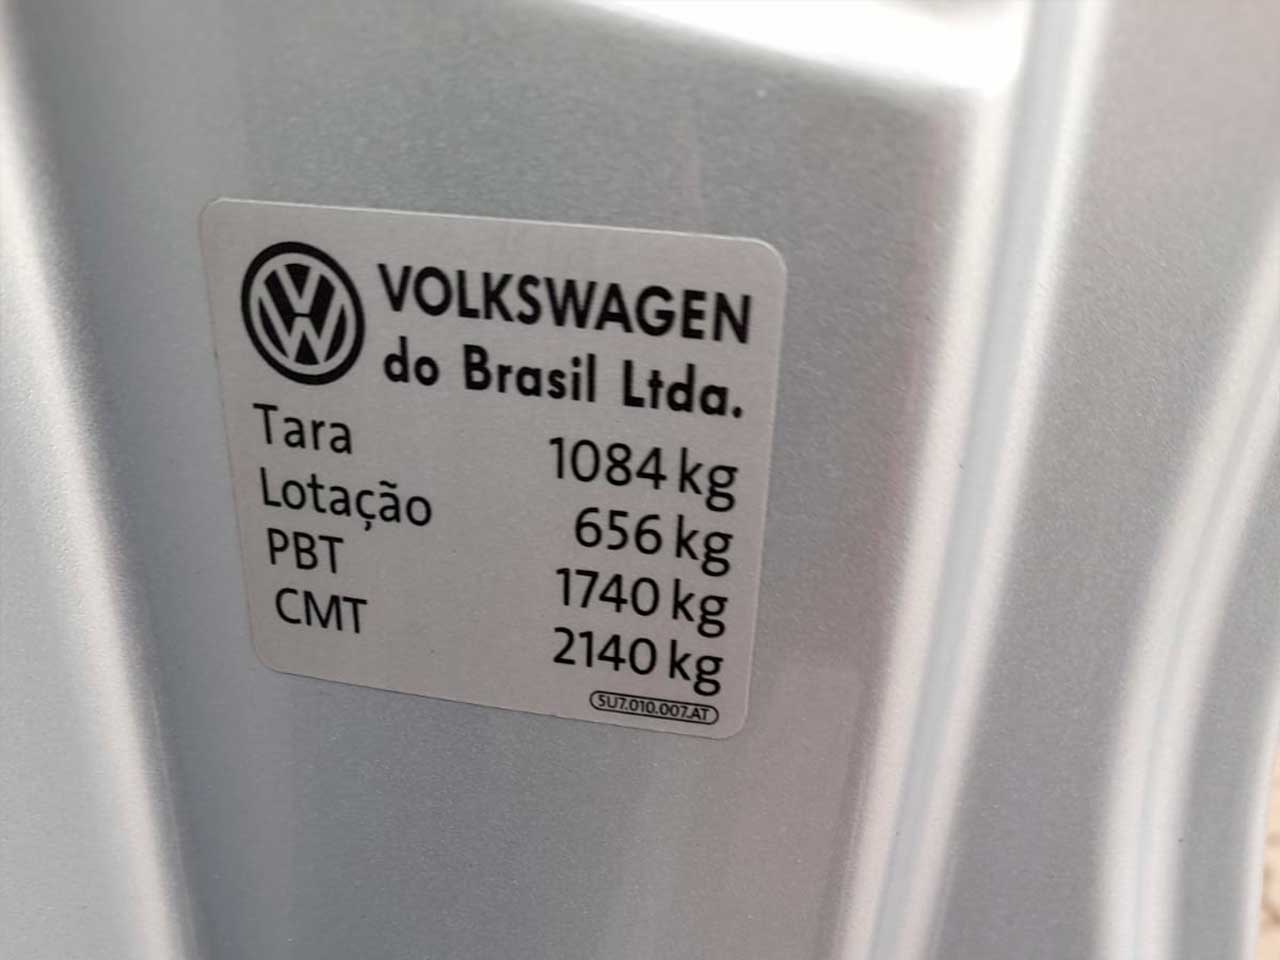 VOLKSWAGEN
do Brasil Ltda.
Tara 1084 kg
Lotação 656 kg
PBT 1740 kg
CMT 2140 kg
5U7.010.007.AT